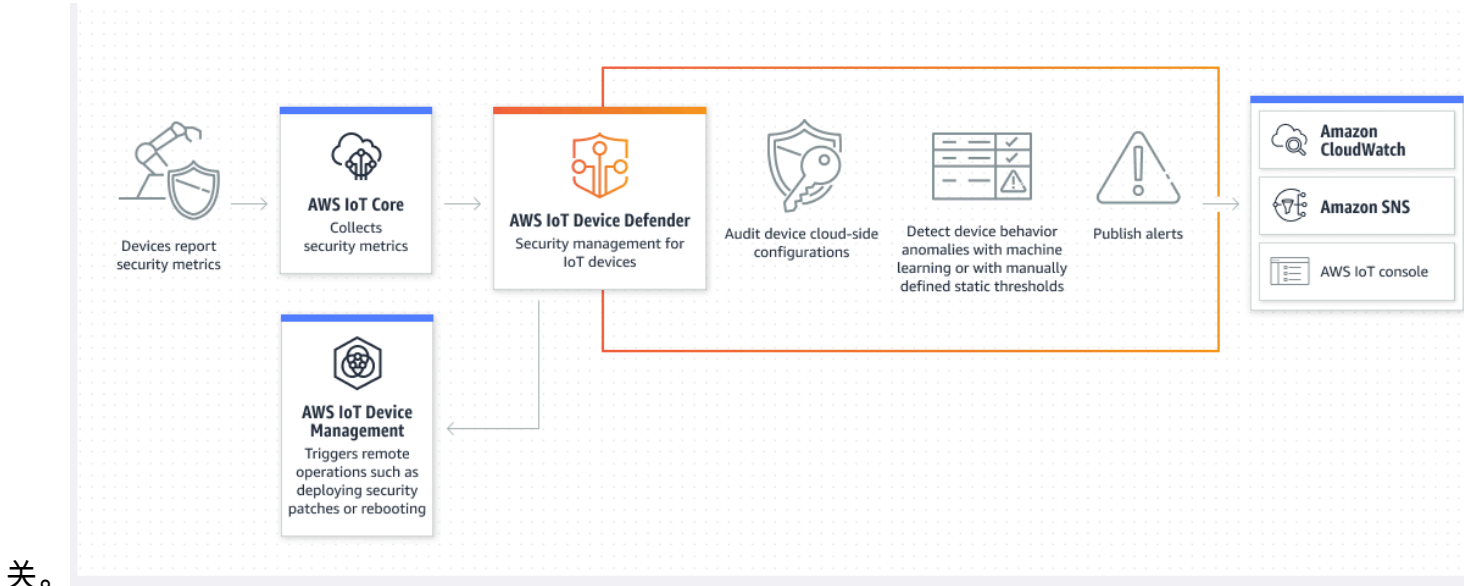 Devices report
security metrics
AWS IoT Core
Collects
security metrics
AWS IoT Device Defender
Security management for
IoT devices
Audit device cloud-side
configurations
Detect device behavior
anomalies with machine
learning or with manually
defined static thresholds
Publish alerts
Amazon
CloudWatch
Amazon SNS
AWS IoT console
AWS IoT Device
Management
Triggers remote
operations such as
deploying security
patches or rebooting
关。